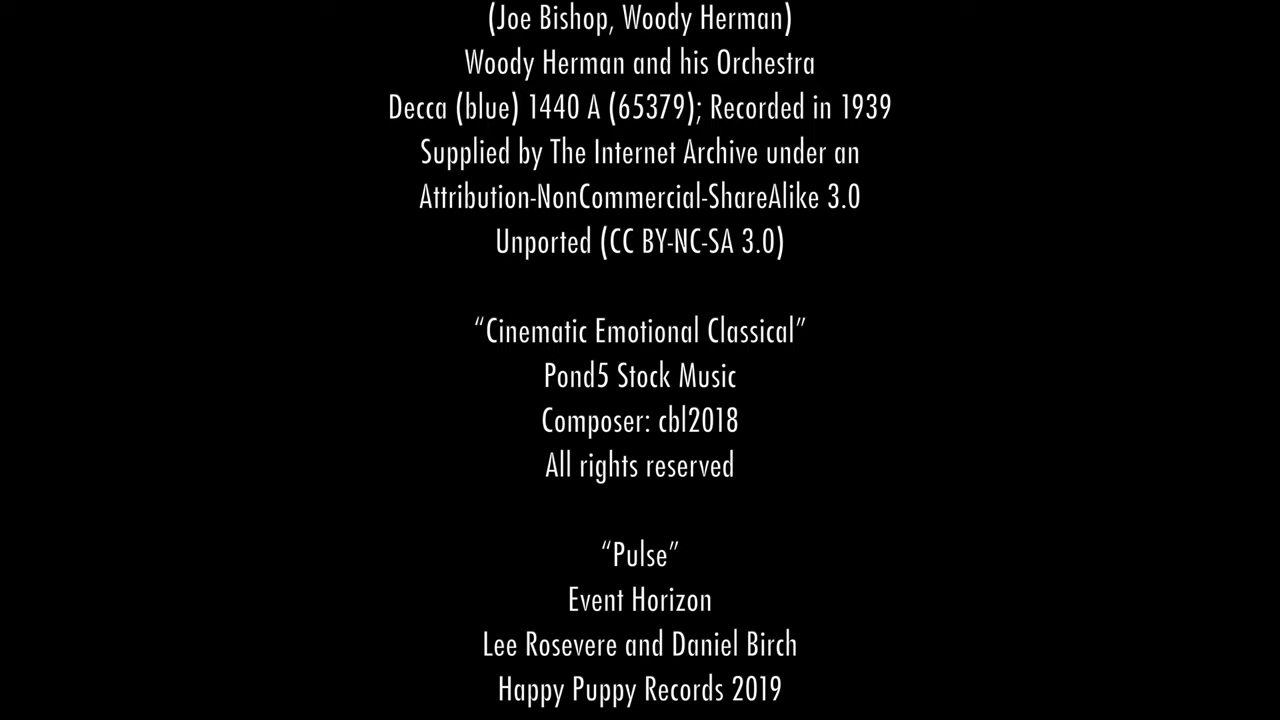 (Joe Bishop, Woody Herman)
Woody Herman and his Orchestra
Decca (blue) 1440 A (65379); Recorded in 1939
Supplied by The Internet Archive under an
Attribution-NonCommercial-ShareAlike 3.0
Unported (CC BY-NC-SA 3.0)
“Cinematic Emotional Classical”
Pond5 Stock Music
Composer: cbl2018
All rights reserved
“Pulse”
Event Horizon
Lee Rosevere and Daniel Birch
Happy Puppy Records 2019